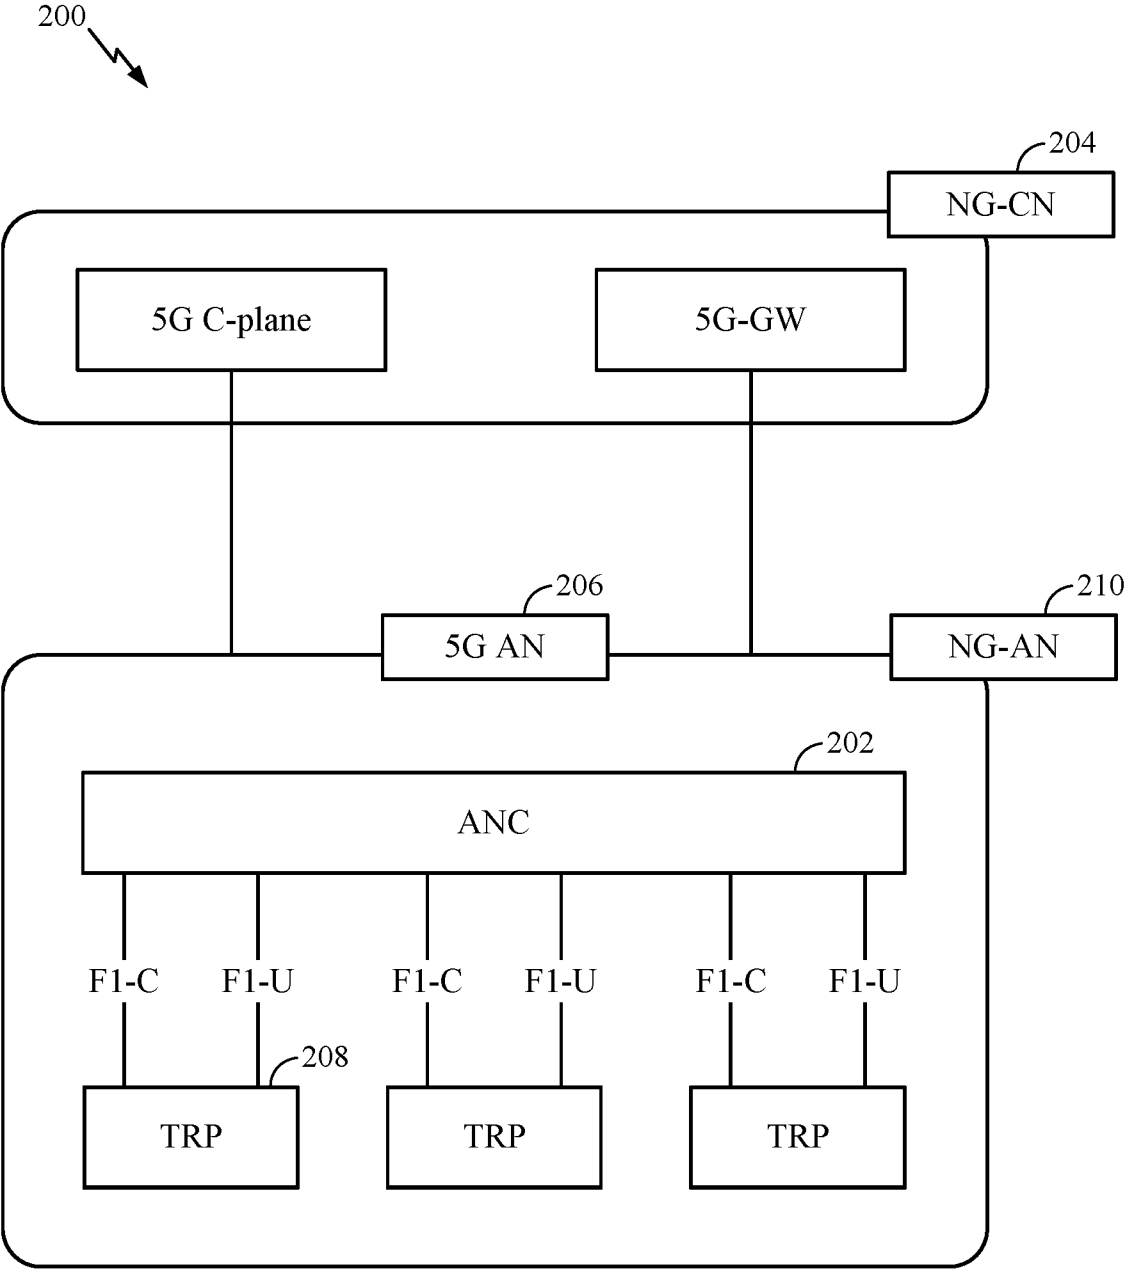 200
204
NG-CN
5G C-plane
5G-GW
206
210
5G AN
NG-AN
202
ANC
F1-C F1-U F1-C F1-U F1-C F1-U
208
TRP TRP TRP